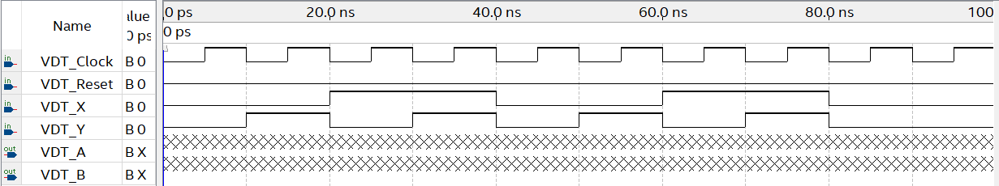 Name
alue
0 ps
0 ps 20.0 ns 40.0 ns 60.0 ns 80.0 ns 100
0 ps
in VDT_Clock B 0
in VDT_Reset B 0
in VDT_X B 0
in VDT_Y B 0
out VDT_A B X
out VDT_B B X